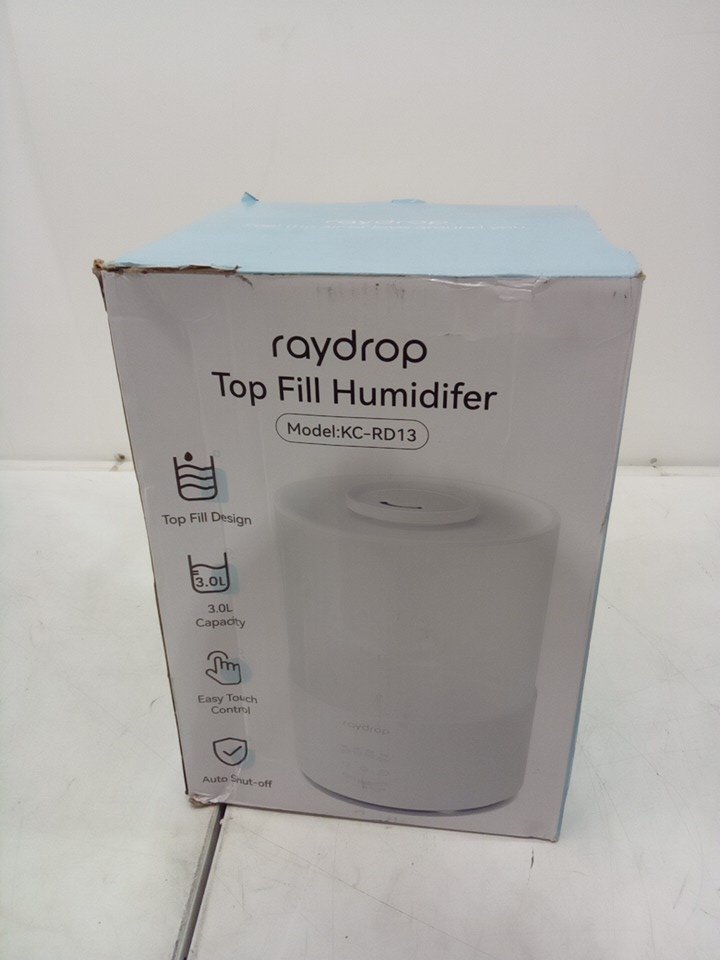 raydrop
raydrop
Top Fill Humidifer
Model:KC-RD13
Top Fill Design
3.0L
3.0L
Capacity
Easy Touch
Control
Auto Shut-off
raydrop